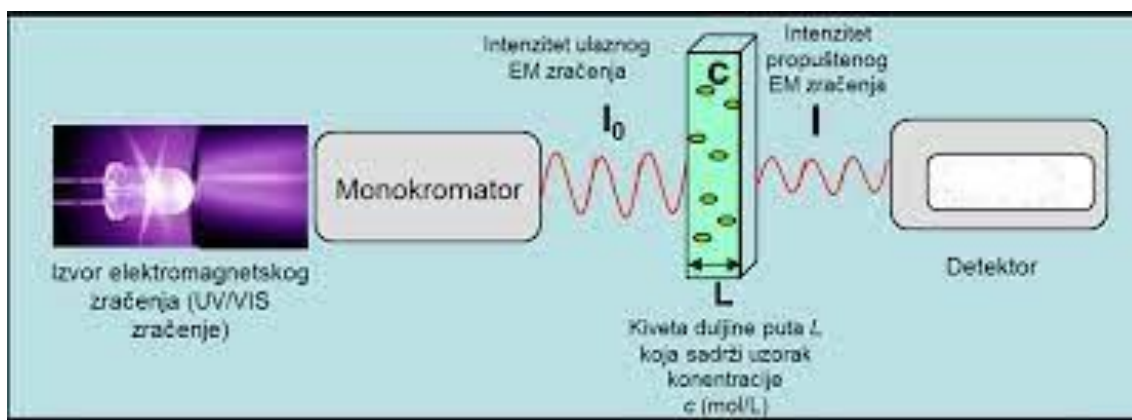 Intenzitet ulaznog
EM zračenja
I₀
C
Intenzitet
propuštenog
EM zračenja
I
Monokromator
Izvor elektromagnetskog
zračenja (UV/VIS
zračenje)
L
Detektor
Kiveta duljine puta L
koja sadrži uzorak
konentracije
c (mol/L)